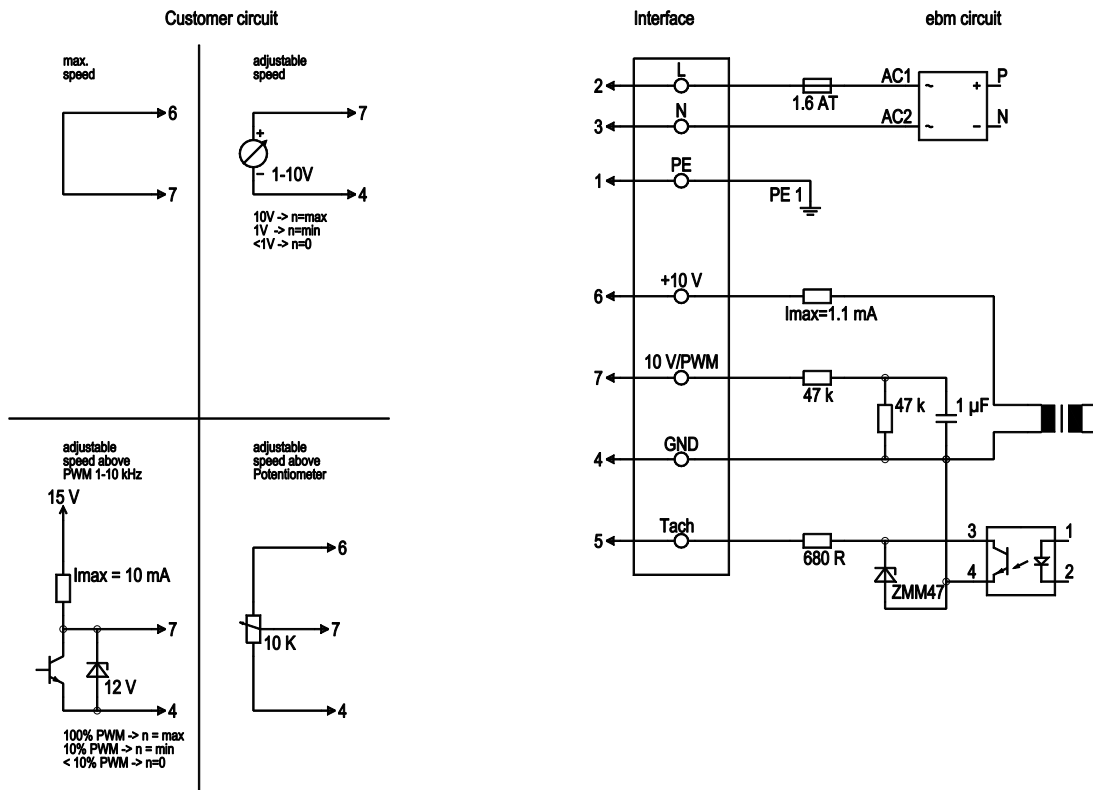 Customer circuit
Interface
ebm circuit
max.
speed
6
7
adjustable
speed
7
+
−
1-10V
4
10V -> n=max
1V -> n=min
<1V -> n=0
adjustable
speed above
PWM 1-10 kHz
15 V
Imax = 10 mA
7
12 V
4
100% PWM -> n = max
10% PWM -> n = min
< 10% PWM -> n=0
adjustable
speed above
Potentiometer
6
7
10 K
4
2
L
1.6 AT
AC1
~
+
P
3
N
AC2
~
−
N
1
PE
PE 1
6
+10 V
Imax=1.1 mA
7
10 V/PWM
47 k
47 k
1 µF
4
GND
5
Tach
680 R
ZMM47
3
4
1
2